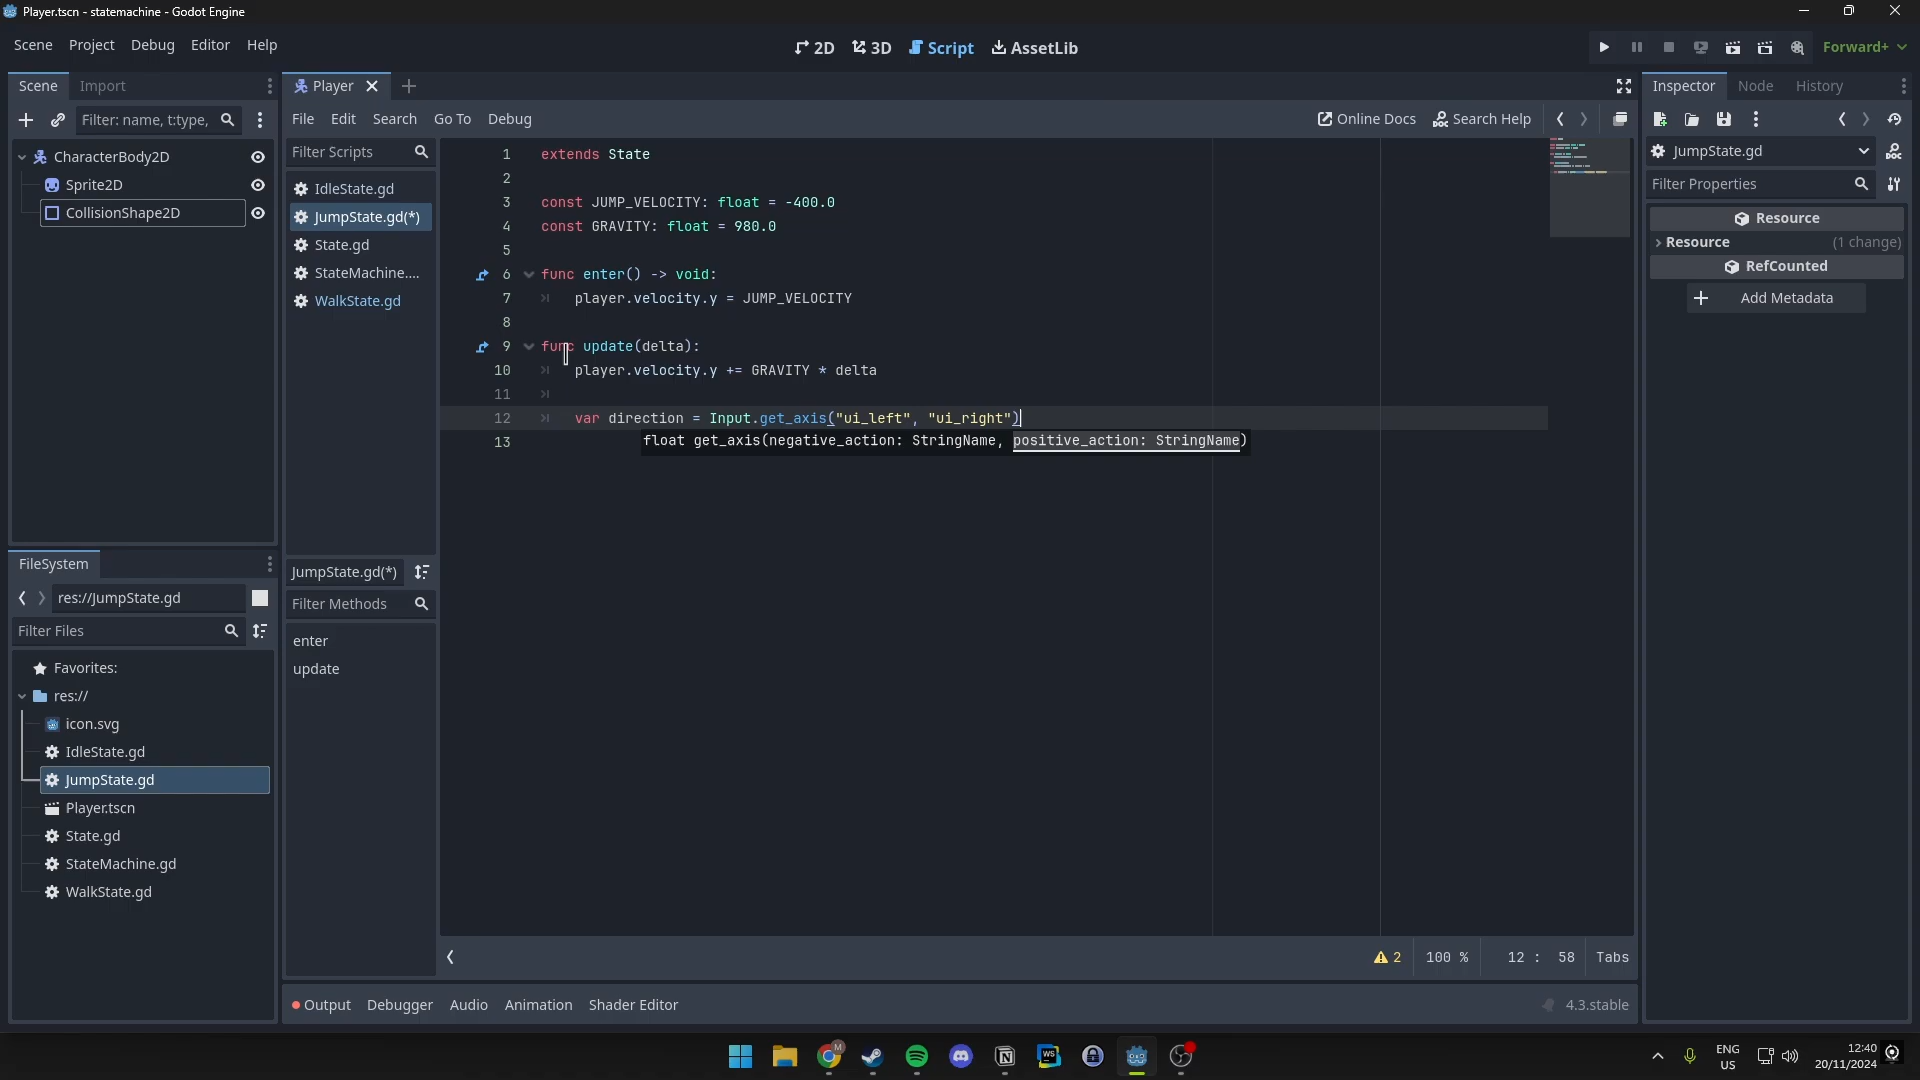 Player.tscn - statemachine - Godot Engine
Scene Project Debug Editor Help
2D 3D Script AssetLib
Forward+
Scene Import
Player
Inspector Node History
Filter: name, t:type,
File Edit Search Go To Debug
Online Docs Search Help
CharacterBody2D
Sprite2D
CollisionShape2D
Filter Scripts
IdleState.gd
JumpState.gd(*)
State.gd
StateMachine....
WalkState.gd
1 extends State
2
3 const JUMP_VELOCITY: float = -400.0
4 const GRAVITY: float = 980.0
5
6 func enter() -> void:
7 player.velocity.y = JUMP_VELOCITY
8
9 func update(delta):
10 player.velocity.y += GRAVITY * delta
11
12 var direction = Input.get_axis("ui_left", "ui_right")
13
float get_axis(negative_action: StringName, positive_action: StringName)
JumpState.gd
Filter Properties
Resource
Resource (1 change)
RefCounted
Add Metadata
FileSystem
res://JumpState.gd
Filter Files
Favorites:
res://
icon.svg
IdleState.gd
JumpState.gd
Player.tscn
State.gd
StateMachine.gd
WalkState.gd
JumpState.gd(*)
Filter Methods
enter
update
2 100 % 12 : 58 Tabs
Output Debugger Audio Animation Shader Editor
4.3.stable
M
WS
ENG
US
12:40
20/11/2024